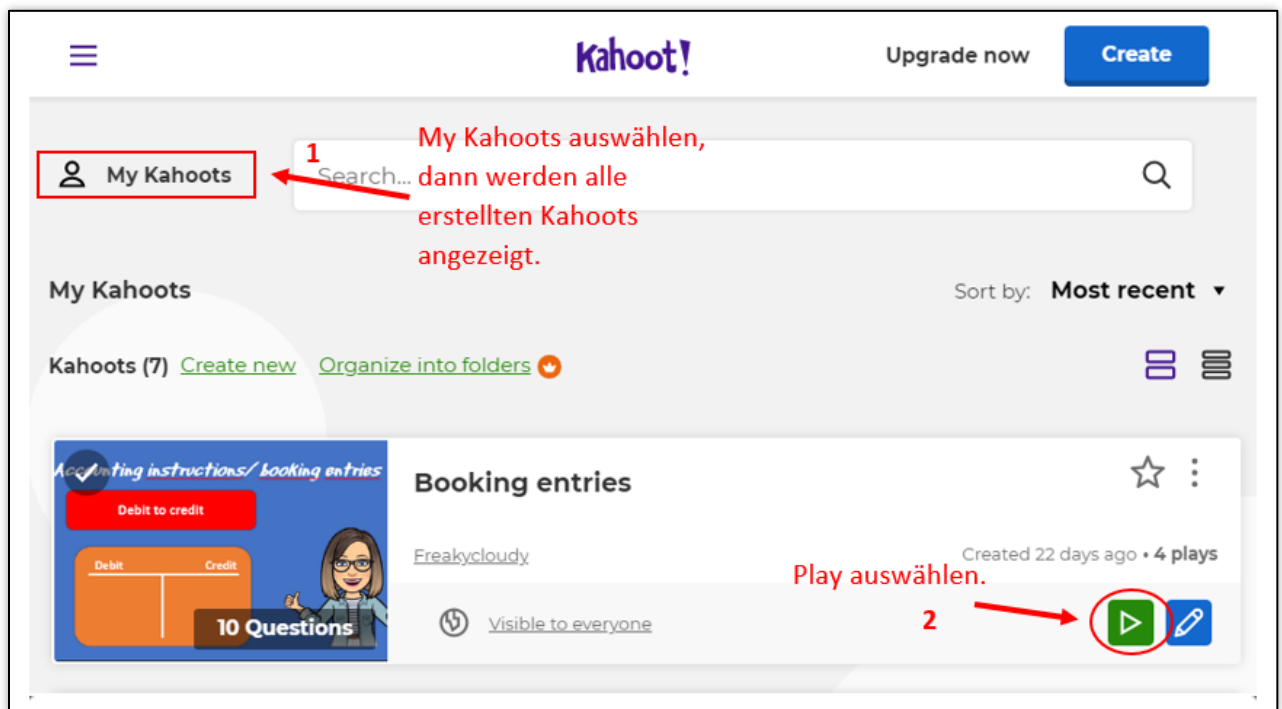 Kahoot!
Upgrade now
Create
My Kahoots
1
Search...
My Kahoots auswählen,
dann werden alle
erstellten Kahoots
angezeigt.
My Kahoots
Sort by: Most recent
Kahoots (7) Create new Organize into folders
Accounting instructions/ booking entries
Debit to credit
Debit Credit
10 Questions
Booking entries
Freakycloudy
Created 22 days ago • 4 plays
Play auswählen.
2
Visible to everyone